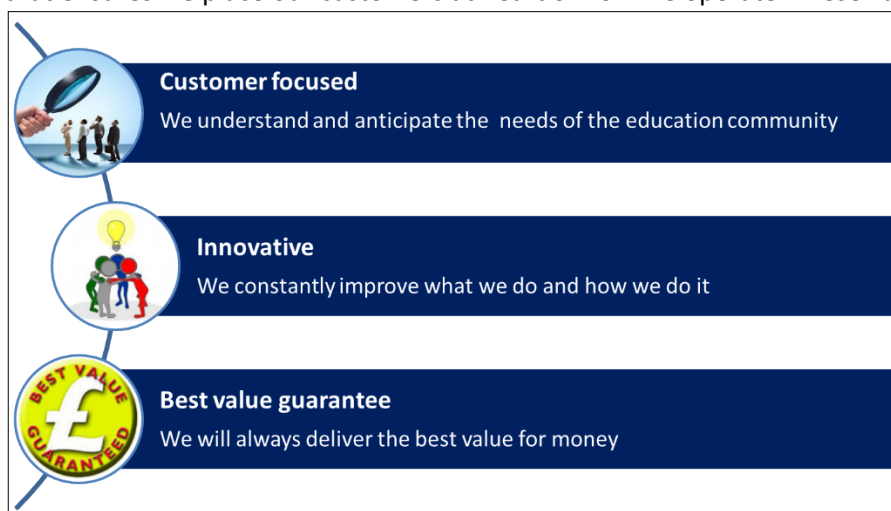 Customer focused
We understand and anticipate the needs of the education community
Innovative
We constantly improve what we do and how we do it
BEST VALUE
£
GUARANTEED
Best value guarantee
We will always deliver the best value for money